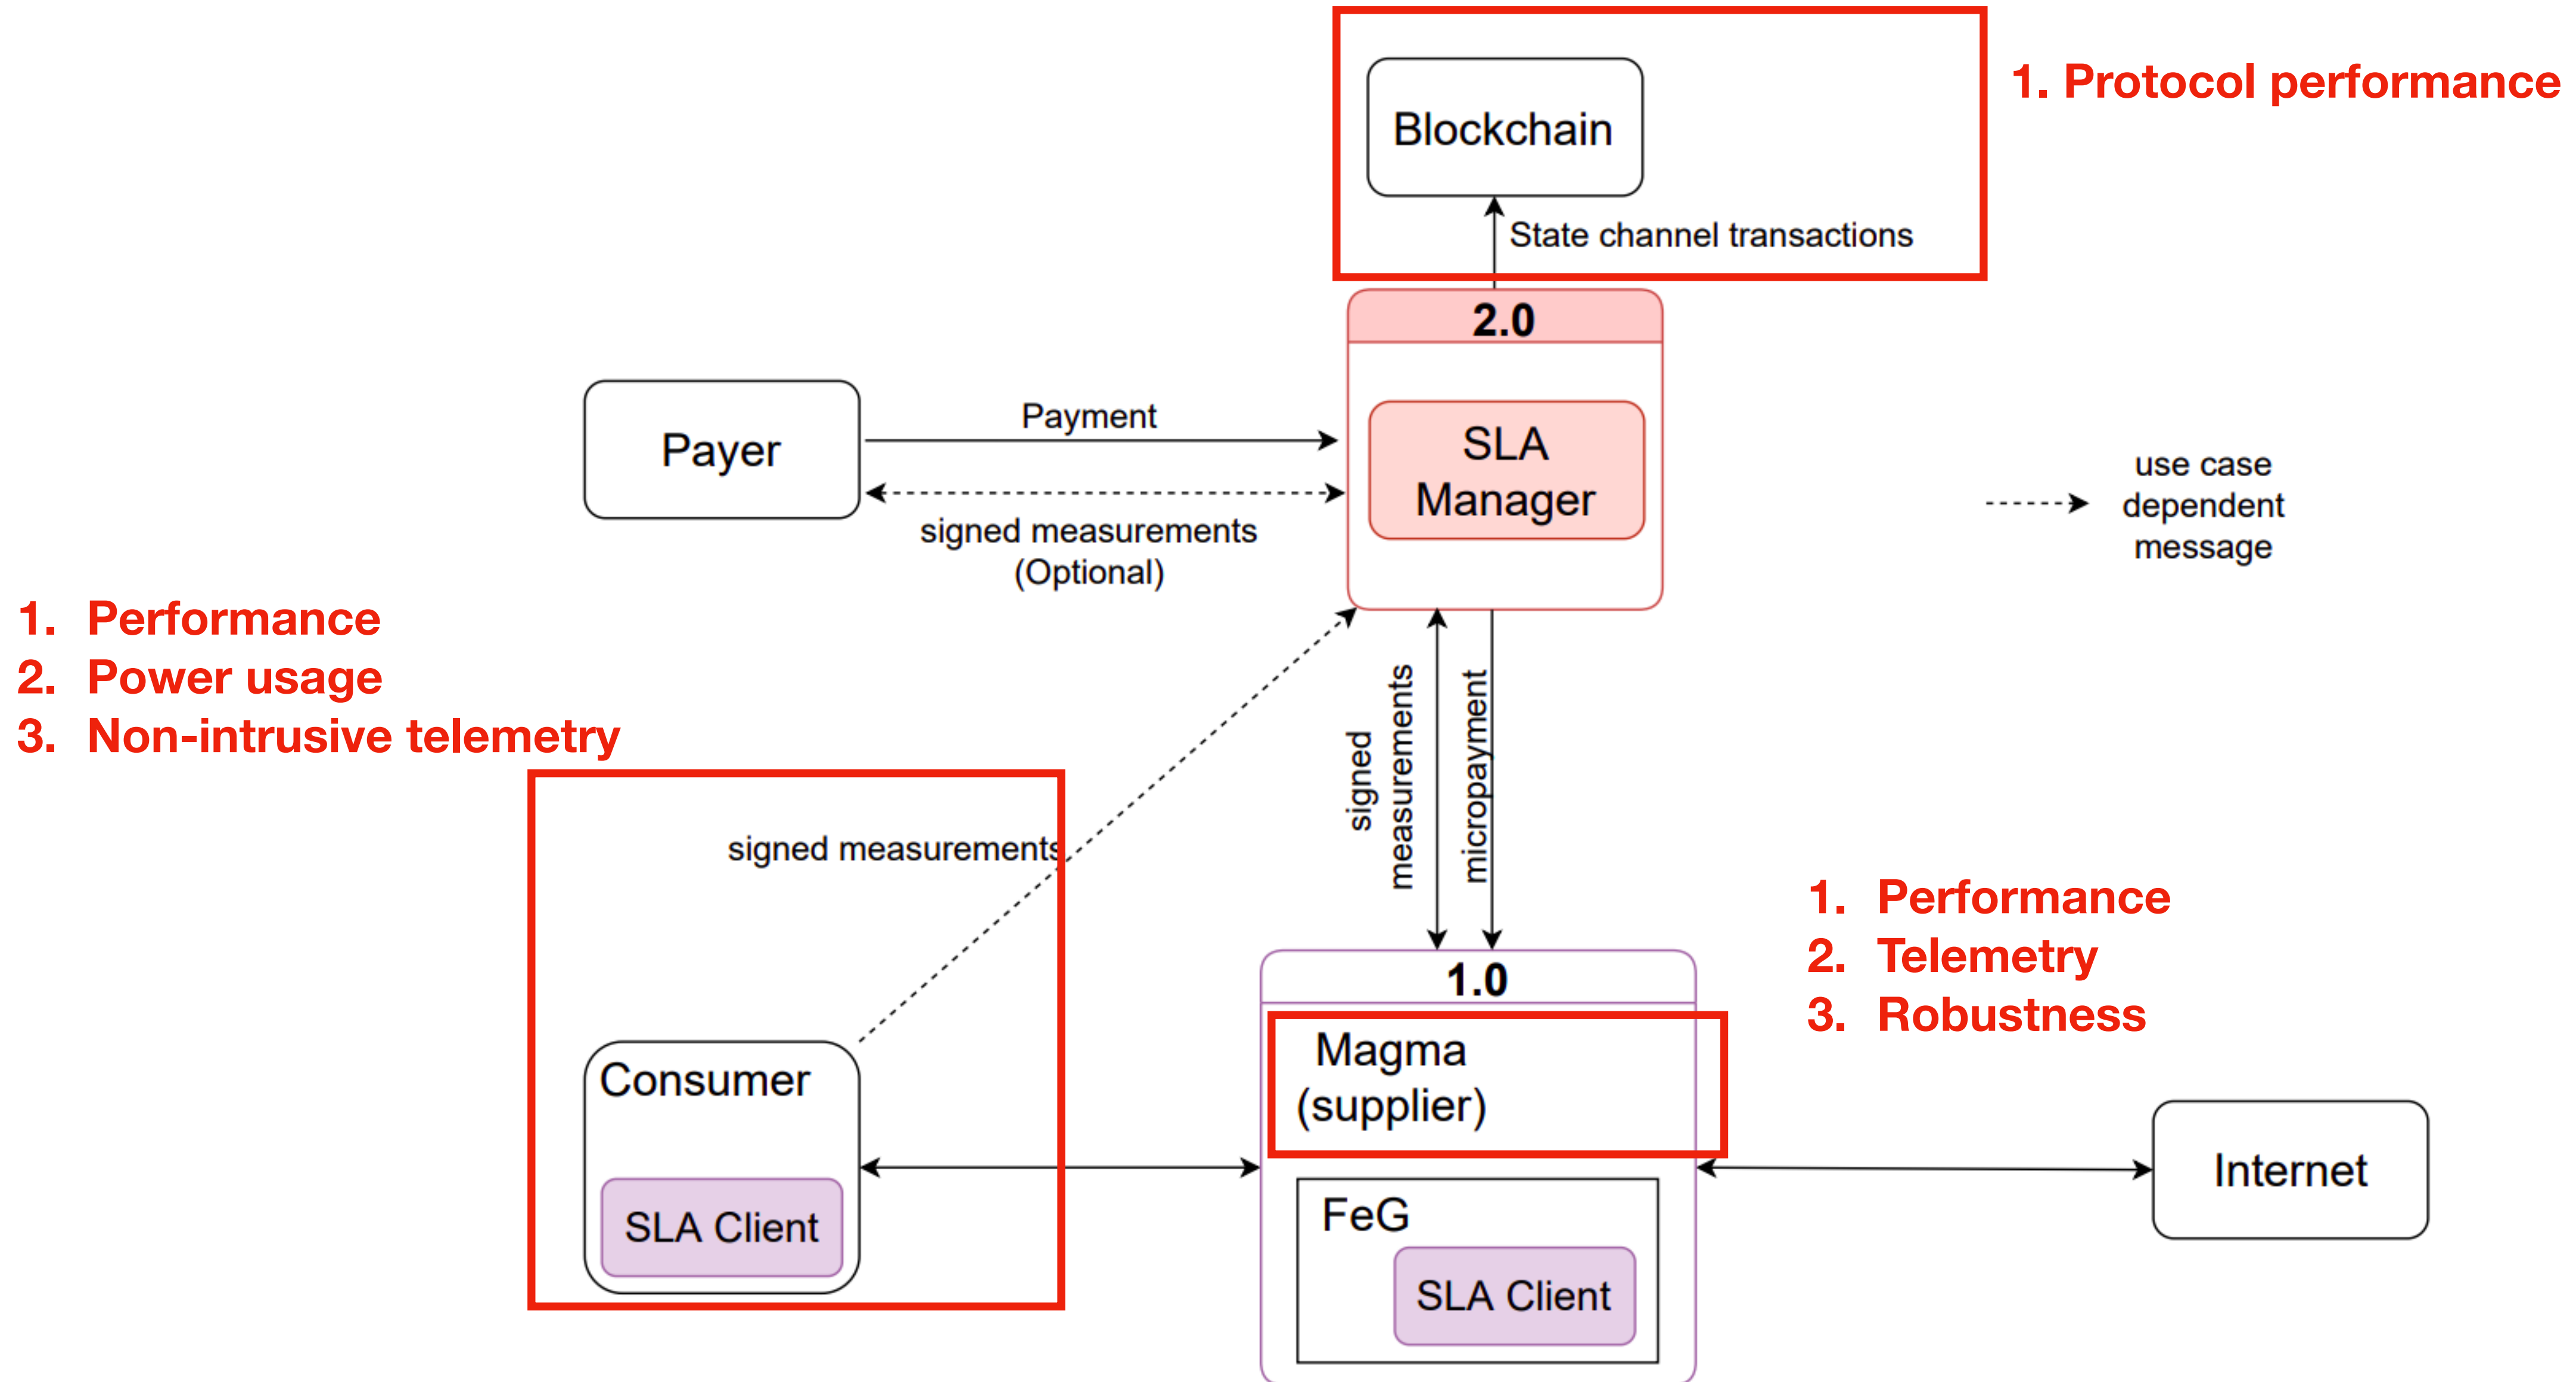 1. Protocol performance
Blockchain
State channel transactions
2.0
SLA
Manager
Payer
Payment
signed measurements
(Optional)
use case
dependent
message
1. Performance
2. Power usage
3. Non-intrusive telemetry
signed
measurements
micropayment
signed measurements
1. Performance
2. Telemetry
3. Robustness
1.0
Magma
(supplier)
Consumer
SLA Client
FeG
SLA Client
Internet